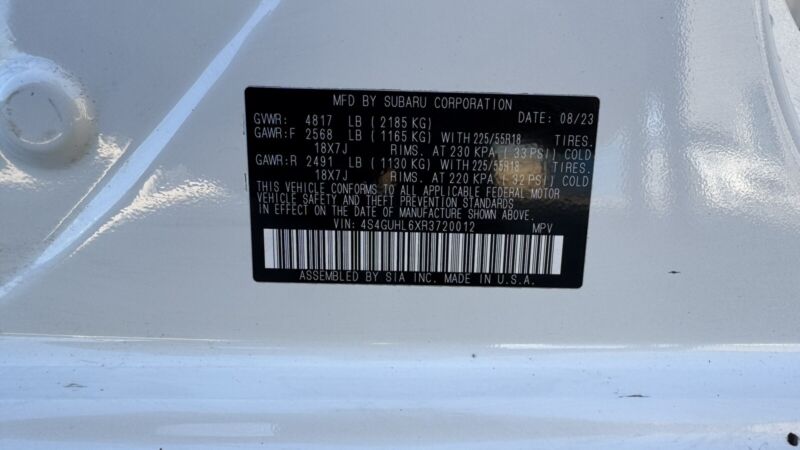 MFD BY SUBARU CORPORATION DATE: 08/23
GVWR: 4817 LB (2185 KG)
GAWR:F 2568 LB (1165 KG) WITH 225/55R18 TIRES.
18X7J RIMS. AT 230 KPA (33 PSI) COLD
GAWR:R 2491 LB (1130 KG) WITH 225/55R18 TIRES.
18X7J RIMS. AT 220 KPA (32 PSI) COLD
THIS VEHICLE CONFORMS TO ALL APPLICABLE FEDERAL MOTOR
VEHICLE SAFETY AND THEFT PREVENTION STANDARDS
IN EFFECT ON THE DATE OF MANUFACTURE SHOWN ABOVE.
VIN: 4S4GUHL6XR3720012 MPV
ASSEMBLED BY SIA INC. MADE IN U.S.A.